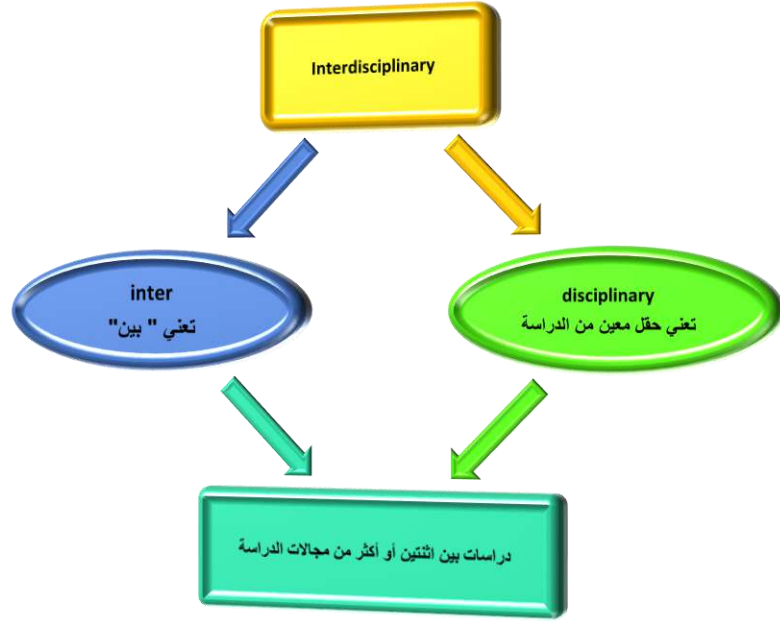 Interdisciplinary
inter
تعني " بين"
disciplinary
تعني حقل معين من الدراسة
دراسات بين اثنتين أو أكثر من مجالات الدراسة